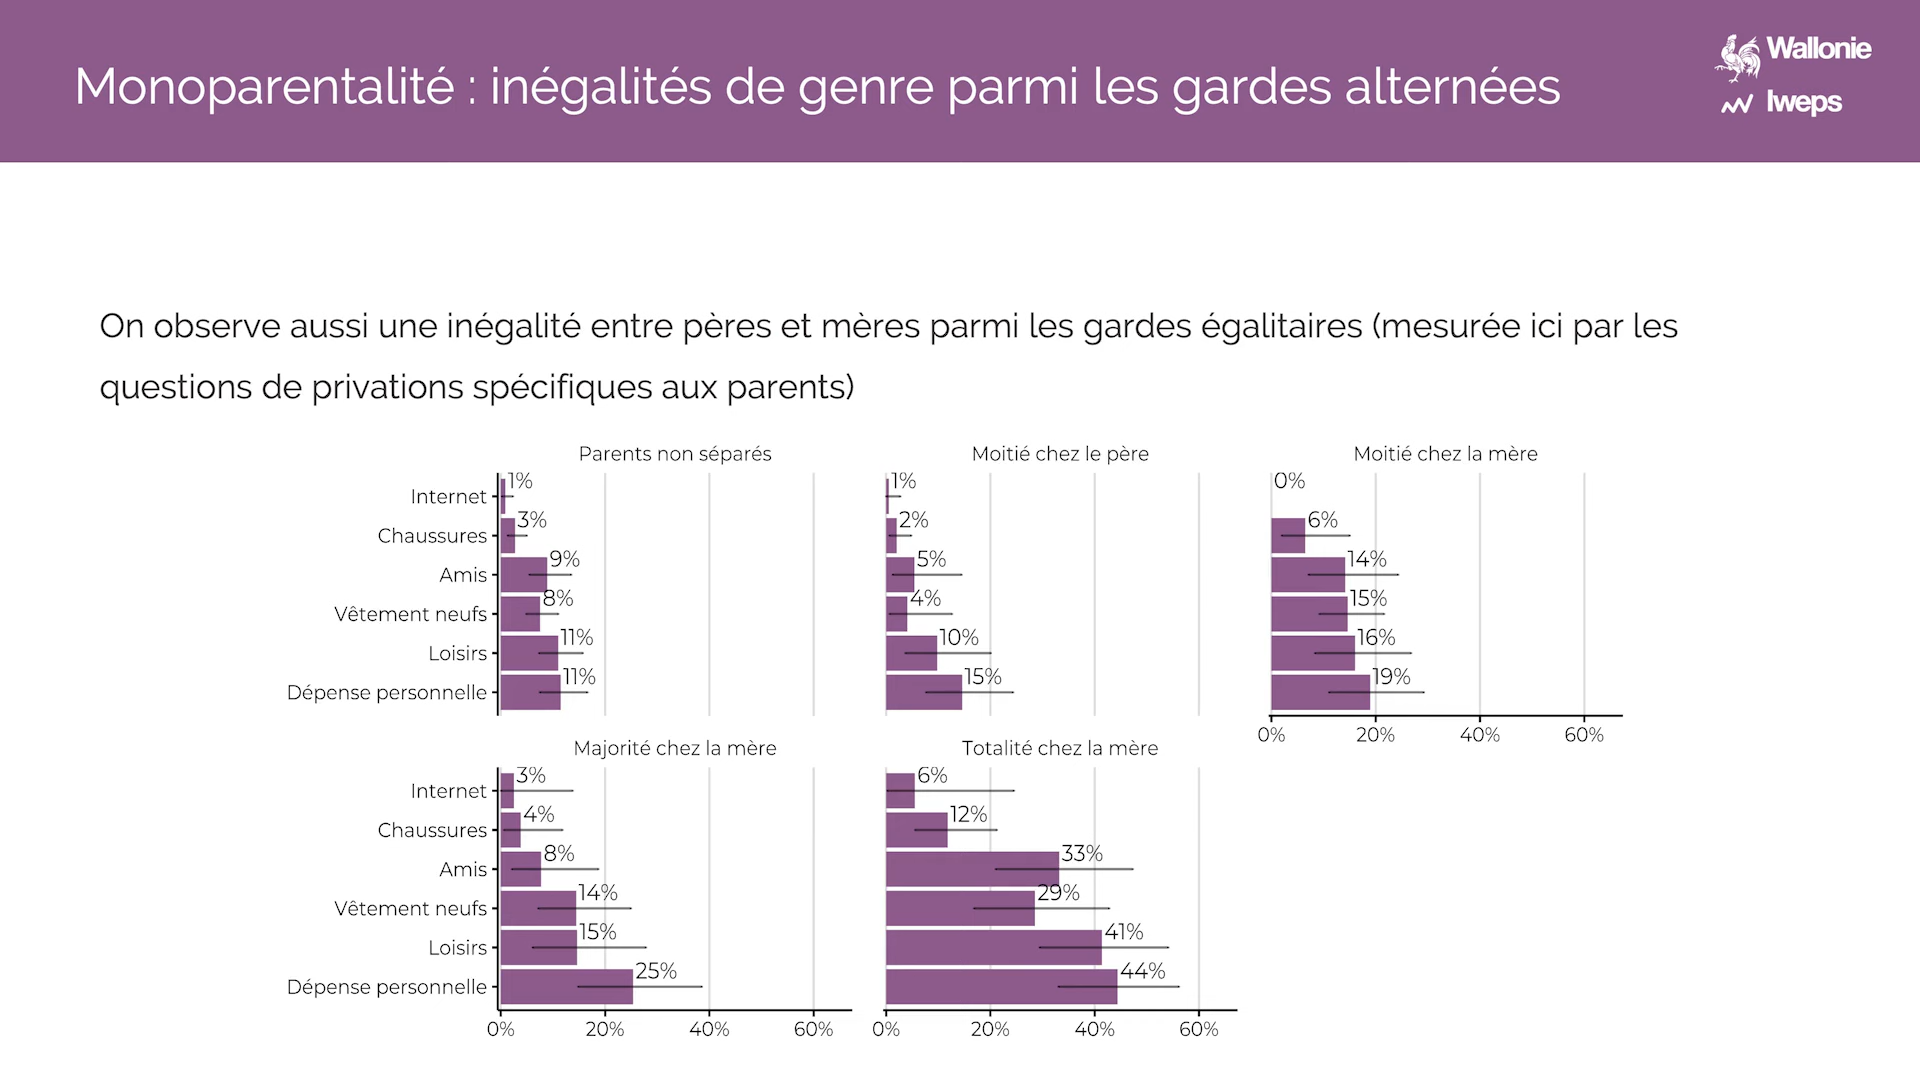 Monoparentalité : inégalités de genre parmi les gardes alternées
Wallonie
Iweps
On observe aussi une inégalité entre pères et mères parmi les gardes égalitaires (mesurée ici par les
questions de privations spécifiques aux parents)
Parents non séparés
Internet 1%
Chaussures 3%
Amis 9%
Vêtement neufs 8%
Loisirs 11%
Dépense personnelle 11%
Moitié chez le père
1%
2%
5%
4%
10%
15%
Moitié chez la mère
0%
6%
14%
15%
16%
19%
0% 20% 40% 60%
Majorité chez la mère
Internet 3%
Chaussures 4%
Amis 8%
Vêtement neufs 14%
Loisirs 15%
Dépense personnelle 25%
0% 20% 40% 60%
Totalité chez la mère
6%
12%
33%
29%
41%
44%
0% 20% 40% 60%